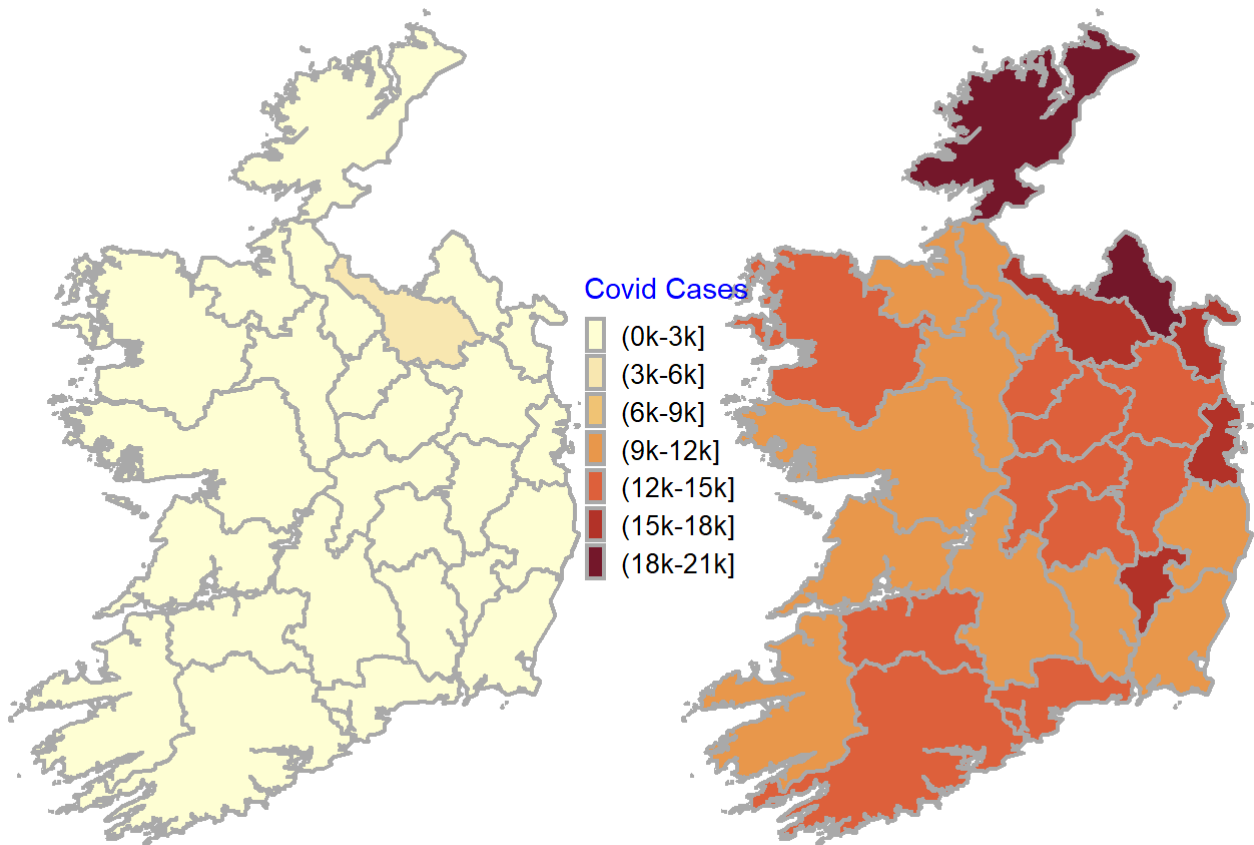 Covid Cases
(0k-3k]
(3k-6k]
(6k-9k]
(9k-12k]
(12k-15k]
(15k-18k]
(18k-21k]